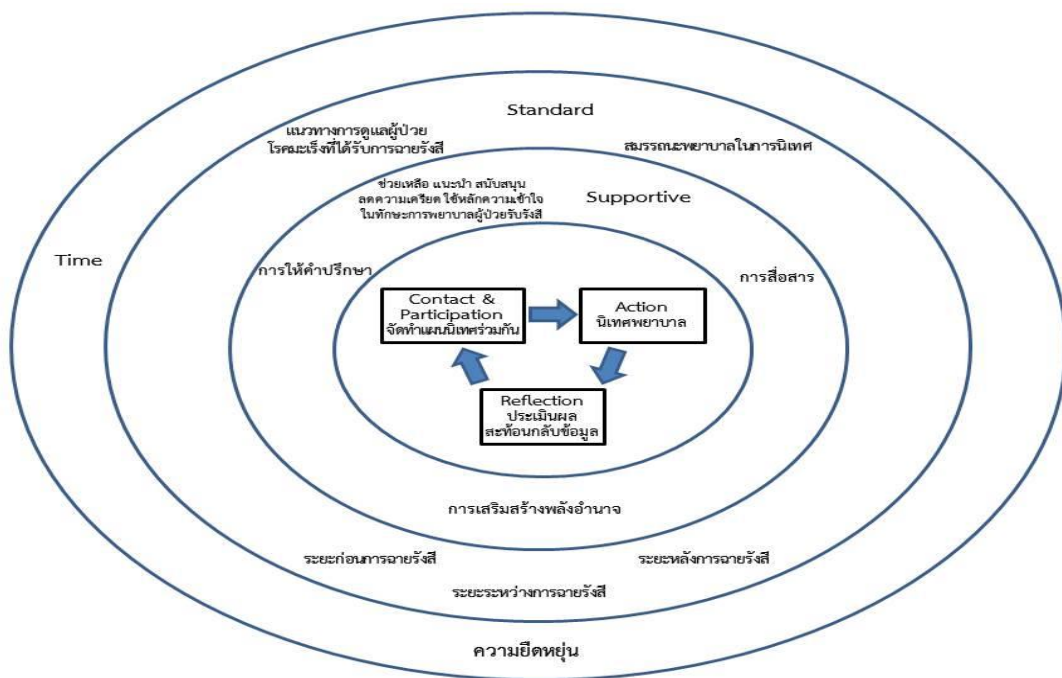 Standard
แนวทางการดูแลผู้ป่วย
โรคมะเร็งที่ได้รับการฉายรังสี
สมรรถนะพยาบาลในการนิเทศ
ช่วยเหลือ แนะนำ สนับสนุน
ลดความเครียด ใช้หลักความเข้าใจ
ในทักษะการพยาบาลผู้ป่วยรับรังสี
Supportive
Time
การให้คำปรึกษา
การสื่อสาร
Contact &
Participation
จัดทำแผนนิเทศร่วมกัน
Action
นิเทศพยาบาล
Reflection
ประเมินผล
สะท้อนกลับข้อมูล
การเสริมสร้างพลังอำนาจ
ระยะก่อนการฉายรังสี
ระยะหลังการฉายรังสี
ระยะระหว่างการฉายรังสี
ความยืดหยุ่น